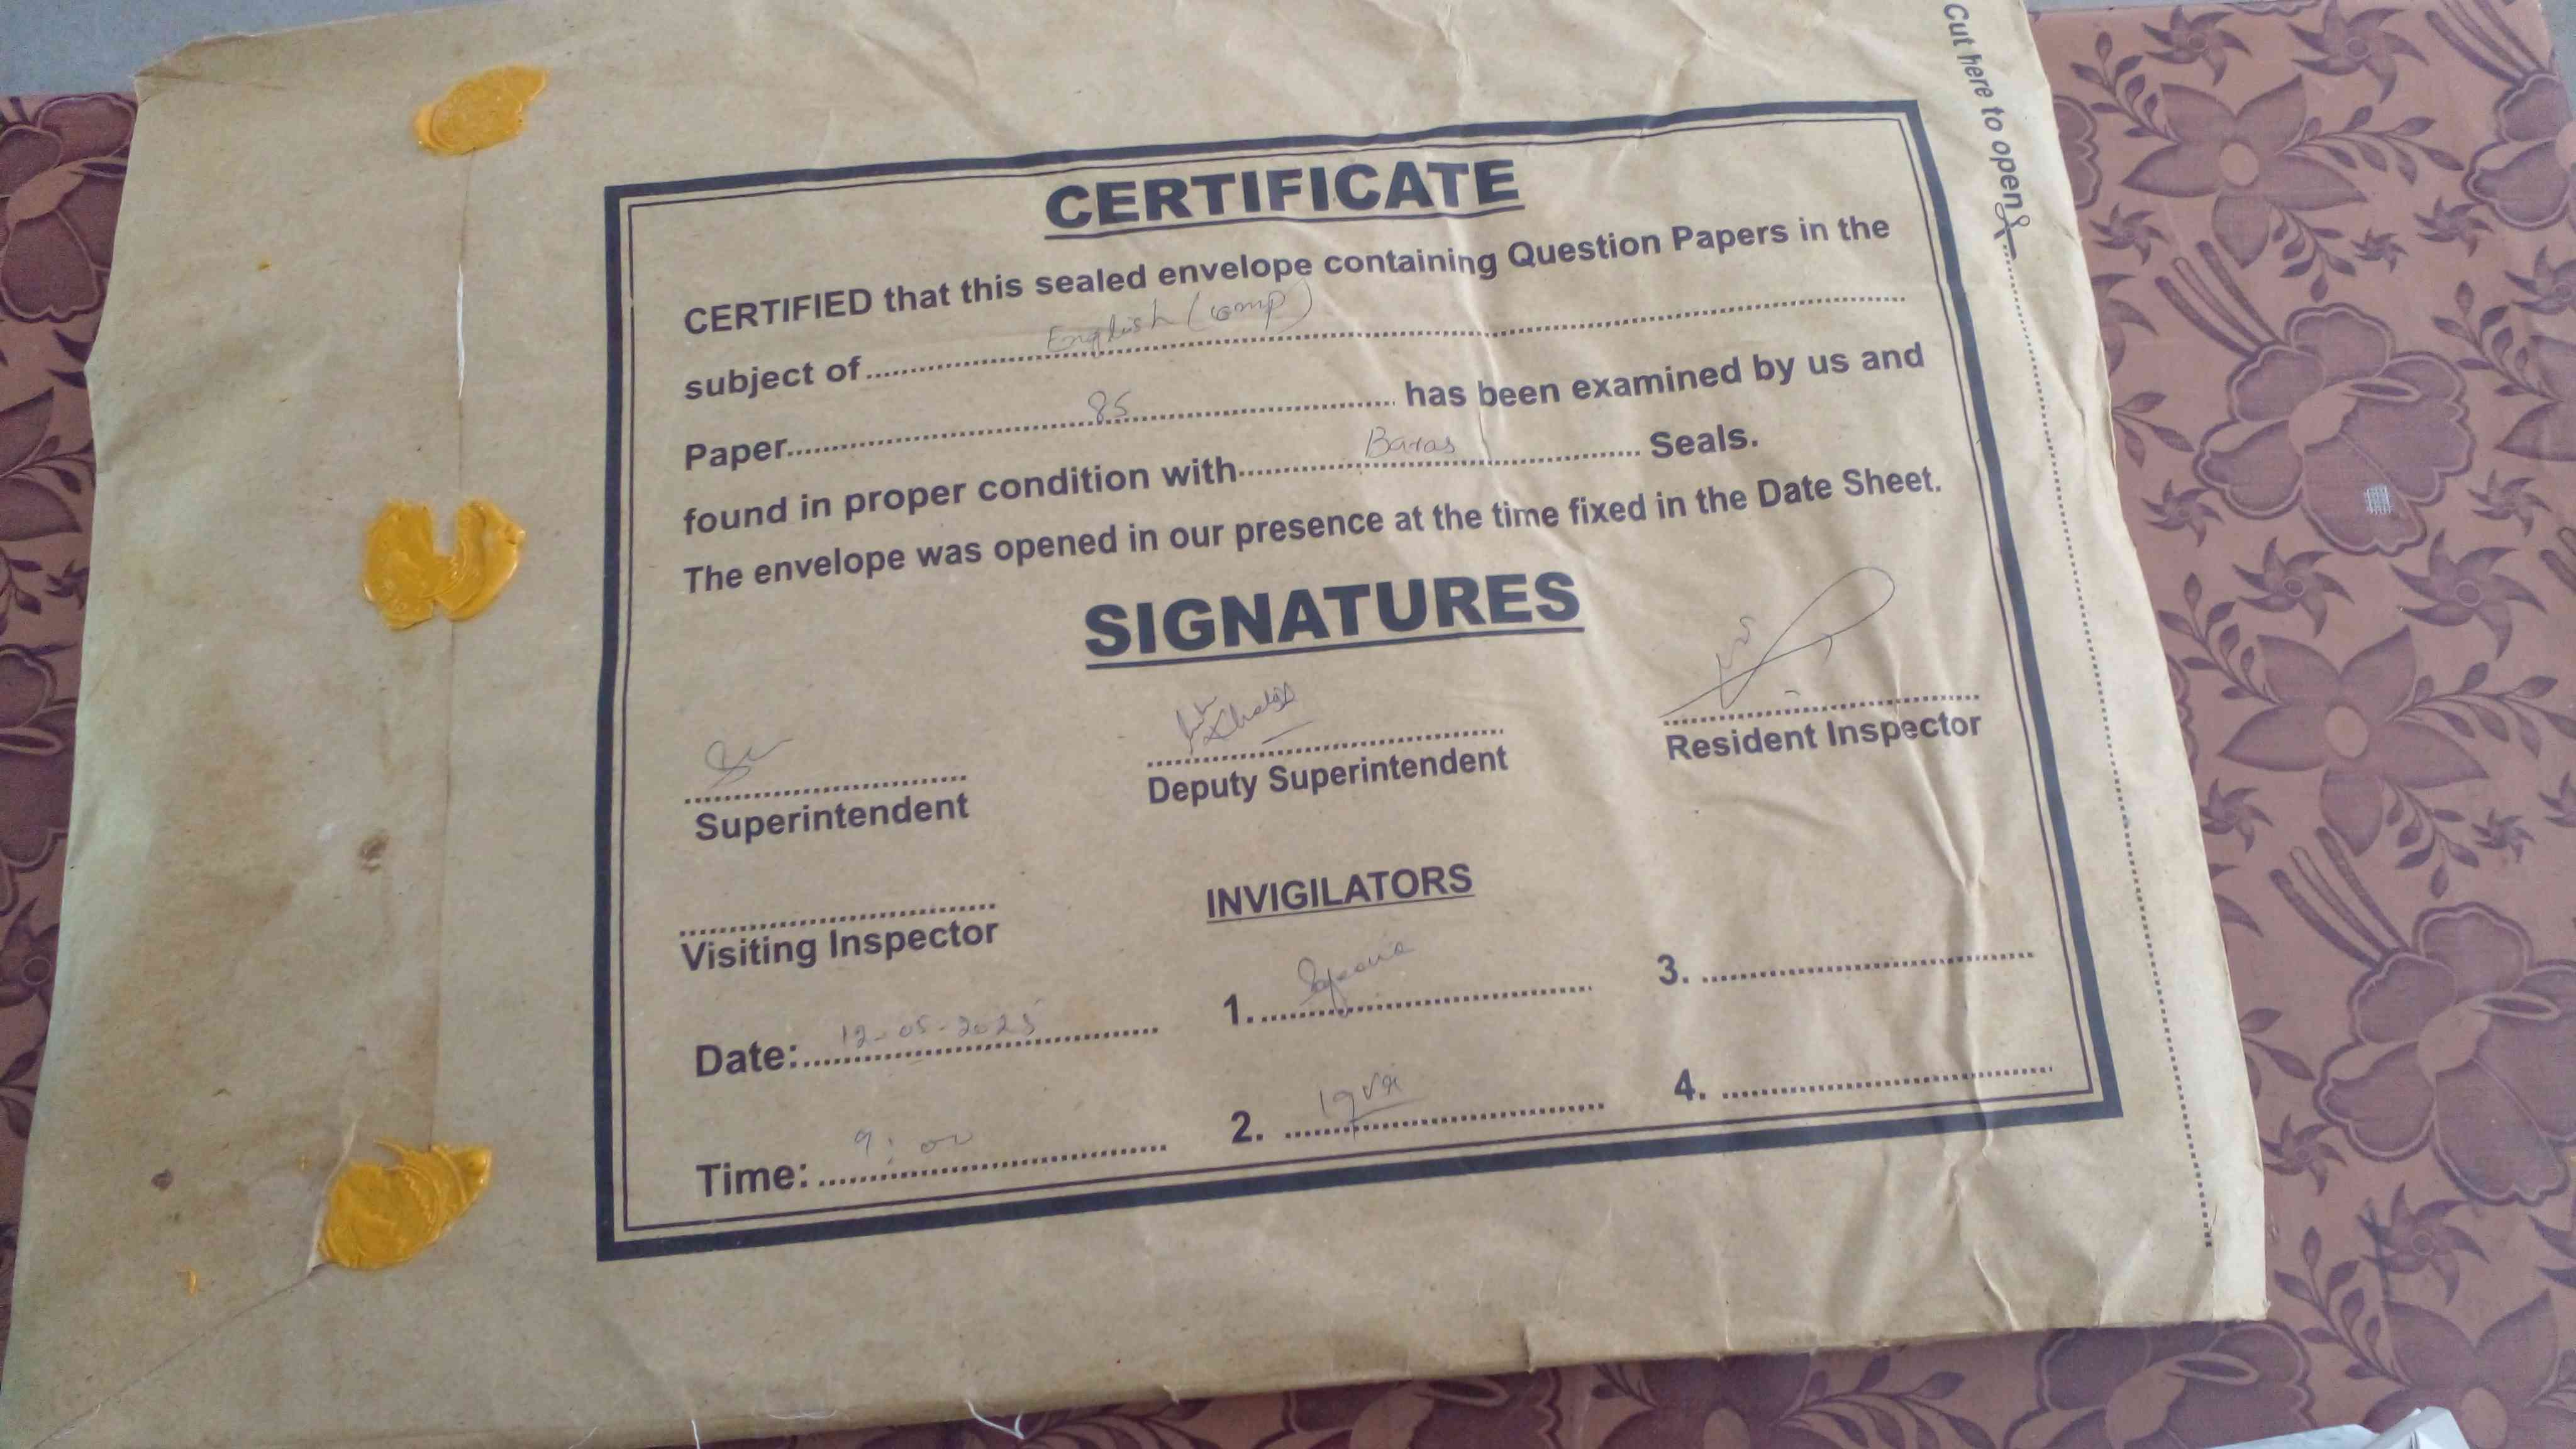 Cut here to open
CERTIFICATE
CERTIFIED that this sealed envelope containing Question Papers in the
subject of English (comp)
Paper 85 has been examined by us and
found in proper condition with Baras Seals.
The envelope was opened in our presence at the time fixed in the Date Sheet.
SIGNATURES
Superintendent
Deputy Superintendent
Resident Inspector
Visiting Inspector
INVIGILATORS
Date: 12-05-2025
1.
3.
Time: 9:00
2.
4.